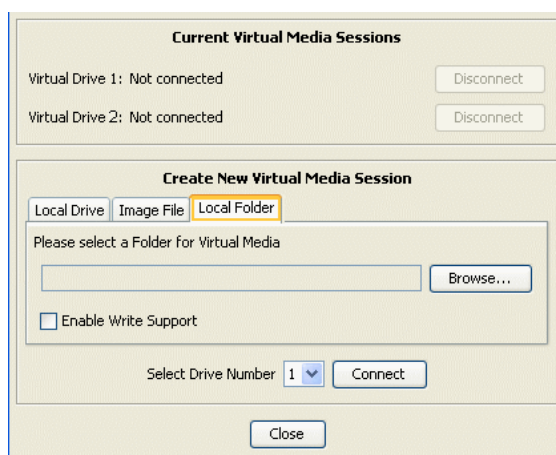 Current Virtual Media Sessions
Virtual Drive 1: Not connected Disconnect
Virtual Drive 2: Not connected Disconnect
Create New Virtual Media Session
Local Drive Image File Local Folder
Please select a Folder for Virtual Media
Browse...
Enable Write Support
Select Drive Number 1 Connect
Close